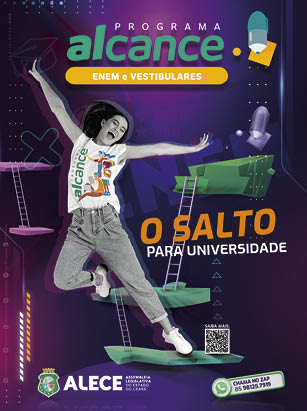 PROGRAMA
alcance
ENEM e VESTIBULARES
alcance
O SALTO
PARA UNIVERSIDADE
SAIBA MAIS:
ALECE
ASSEMBLEIA
LEGISLATIVA
DO ESTADO
DO CEARÁ
CHAMA NO ZAP
85 98125.7919